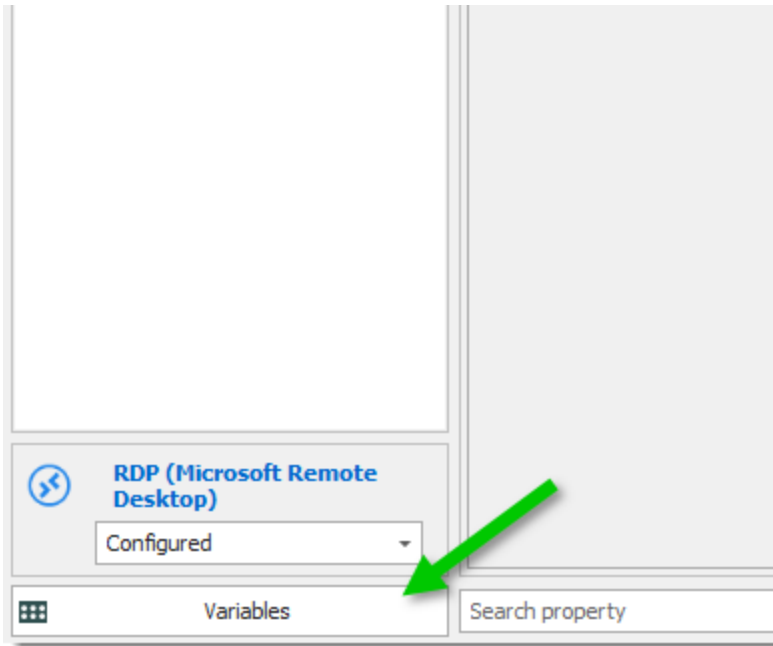 RDP (Microsoft Remote
Desktop)
Configured
Variables
Search property